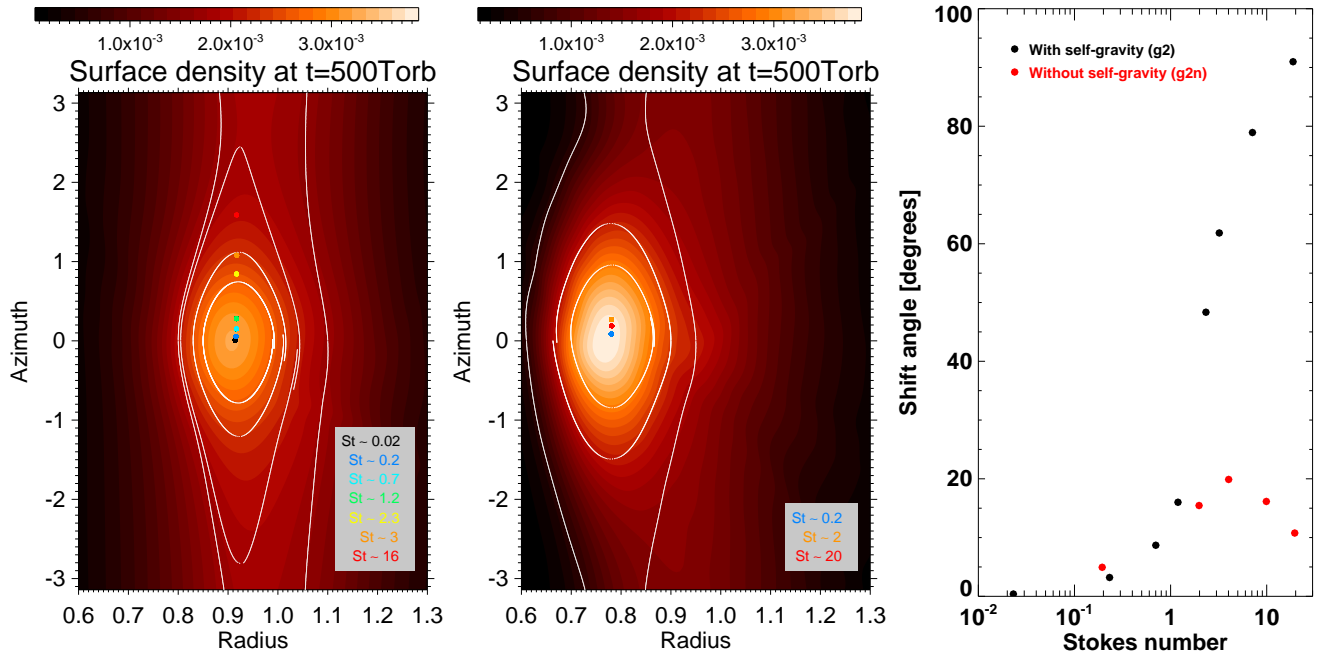 1.0x10⁻³ 2.0x10⁻³ 3.0x10⁻³
Surface density at t=500Torb
3
2
1
0
-1
-2
-3
Azimuth
0.6 0.7 0.8 0.9 1.0 1.1 1.2 1.3
Radius
St ~ 0.02
St ~ 0.2
St ~ 0.7
St ~ 1.2
St ~ 2.3
St ~ 3
St ~ 16
1.0x10⁻³ 2.0x10⁻³ 3.0x10⁻³
Surface density at t=500Torb
3
2
1
0
-1
-2
-3
Azimuth
0.6 0.7 0.8 0.9 1.0 1.1 1.2 1.3
Radius
St ~ 0.2
St ~ 2
St ~ 20
100
80
60
40
20
0
Shift angle [degrees]
With self-gravity (g2)
Without self-gravity (g2n)
10⁻² 10⁻¹ 1 10
Stokes number